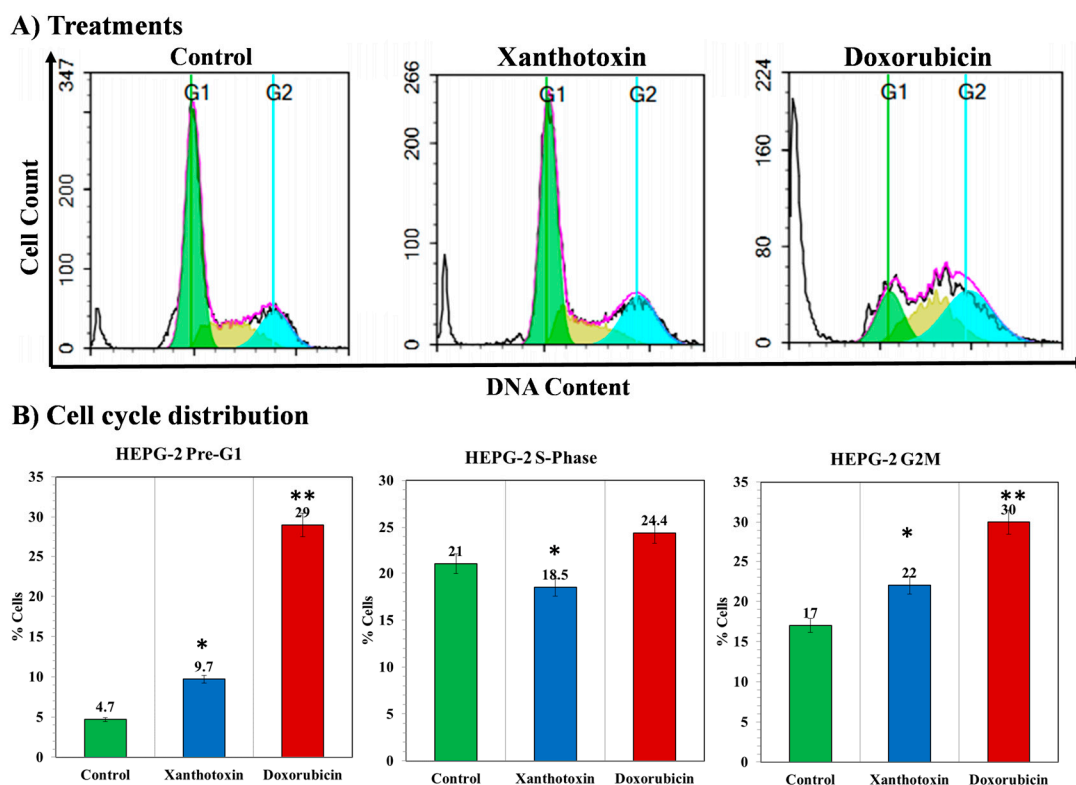 A) Treatments
Control
Xanthotoxin
Doxorubicin
347
200
100
0
G1
G2
266
200
100
0
G1
G2
224
160
80
0
G1
G2
Cell Count
DNA Content
B) Cell cycle distribution
HEPG-2 Pre-G1
% Cells
35
30
25
20
15
10
5
0
4.7
*
9.7
**
29
Control Xanthotoxin Doxorubicin
HEPG-2 S-Phase
% Cells
30
25
20
15
10
5
0
21
*
18.5
24.4
Control Xanthotoxin Doxorubicin
HEPG-2 G2M
% Cells
35
30
25
20
15
10
5
0
17
*
22
**
30
Control Xanthotoxin Doxorubicin